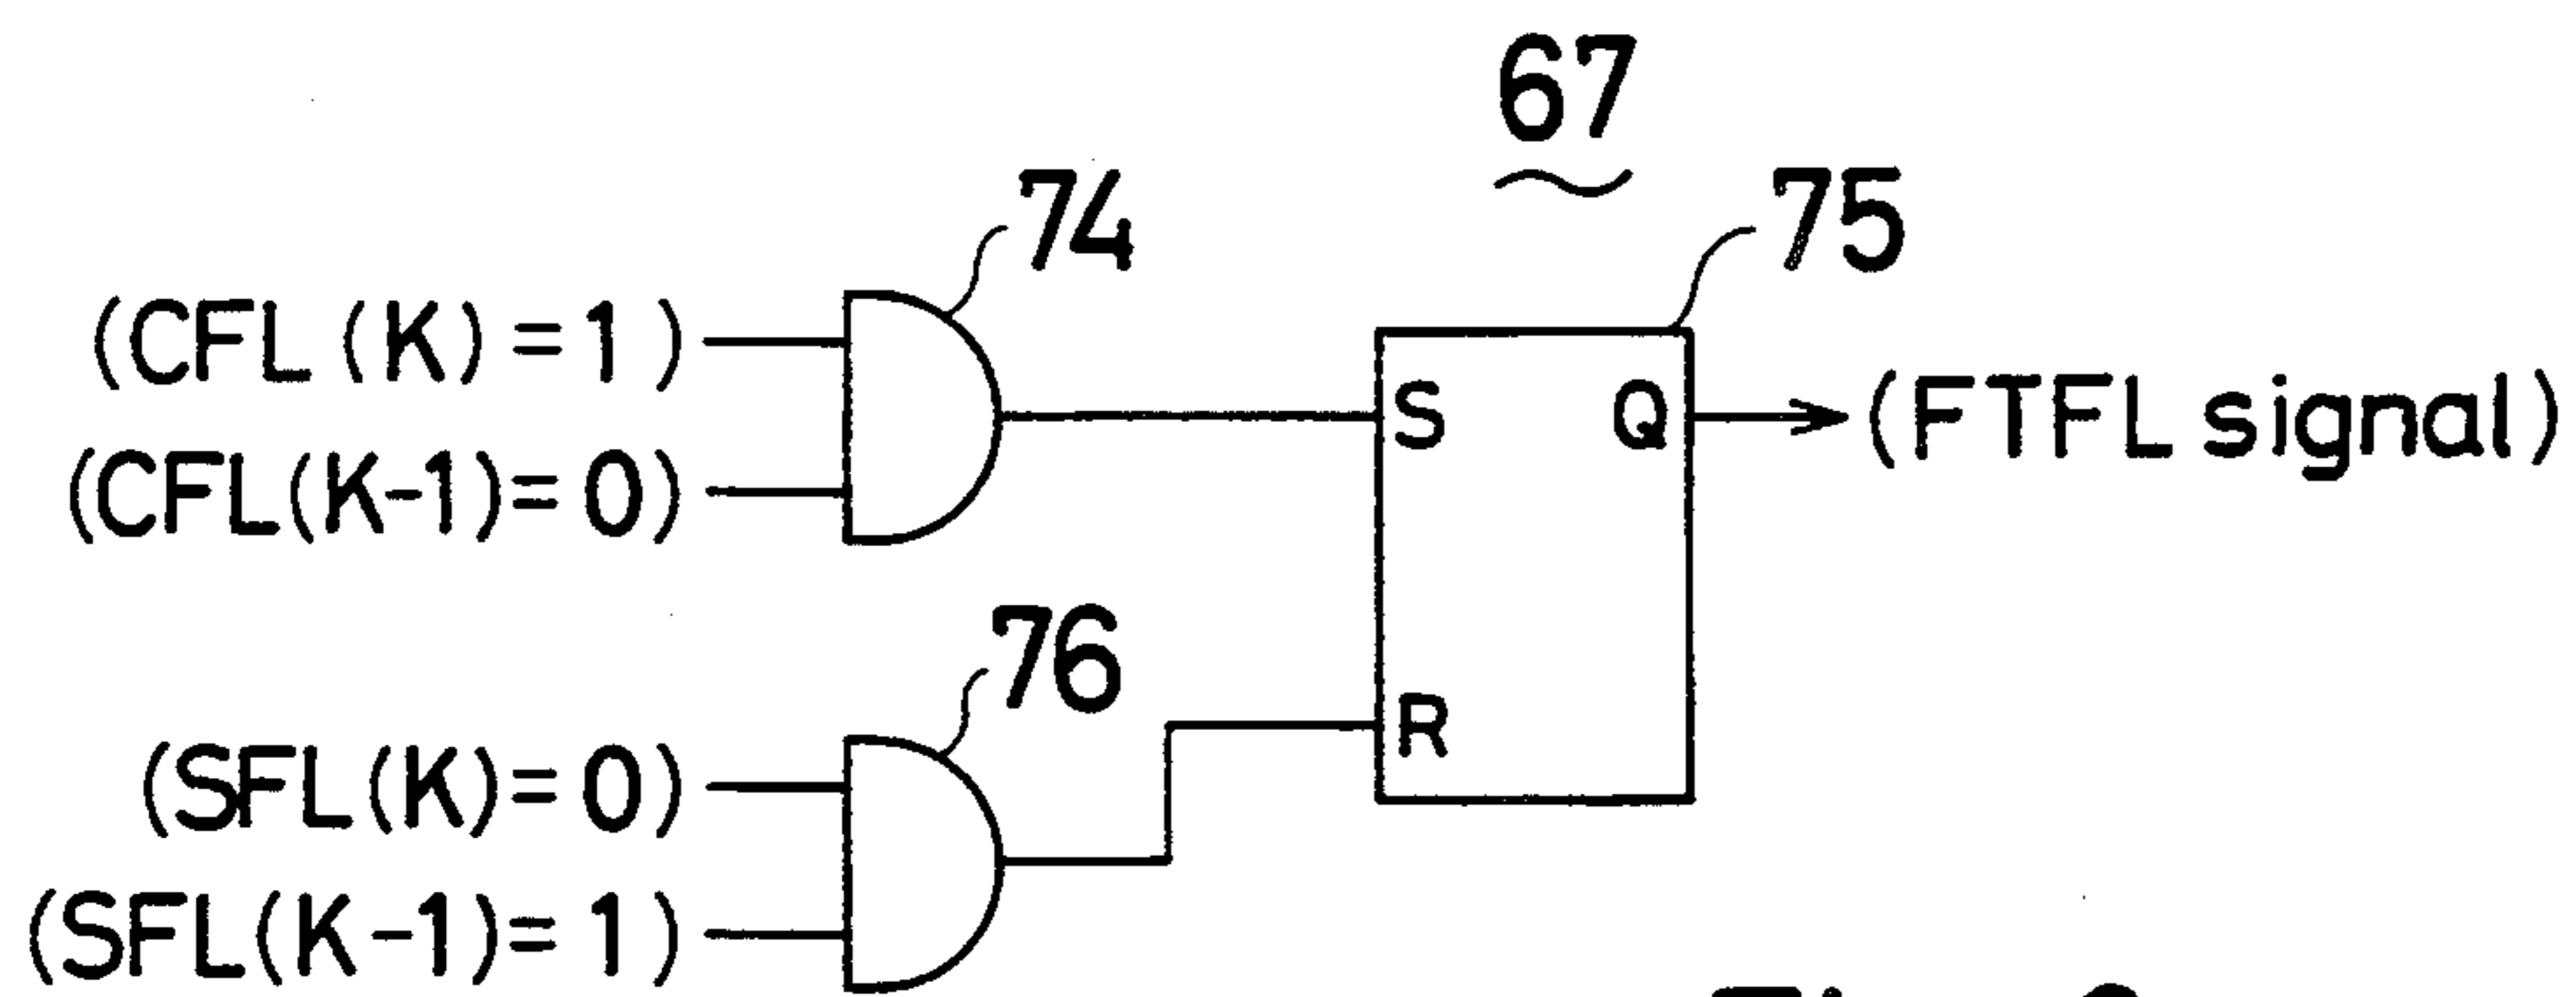 67
74
75
(CFL(K)=1)
(CFL(K-1)=0)
S
Q
(FTFL signal)
76
R
(SFL(K)=0)
(SFL(K-1)=1)